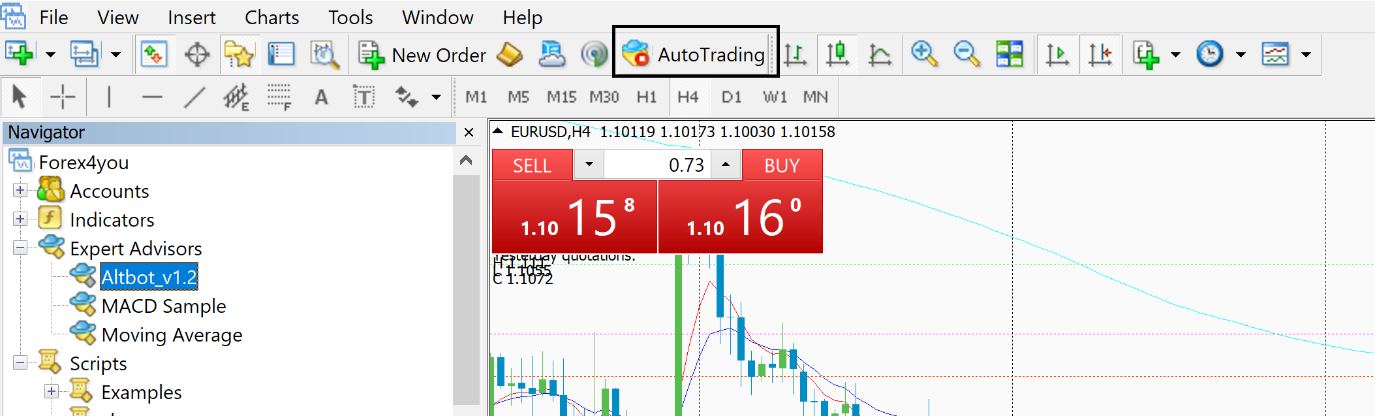 File View Insert Charts Tools Window Help
New Order AutoTrading
E F A T M1 M5 M15 M30 H1 H4 D1 W1 MN
Navigator
Forex4you
Accounts
Indicators
Expert Advisors
Altbot_v1.2
MACD Sample
Moving Average
Scripts
Examples
EURUSD,H4 1.10119 1.10173 1.10030 1.10158
SELL 0.73 BUY
1.10 15 8 1.10 16 0
Yesterday quotations:
L 1.1055
C 1.1072